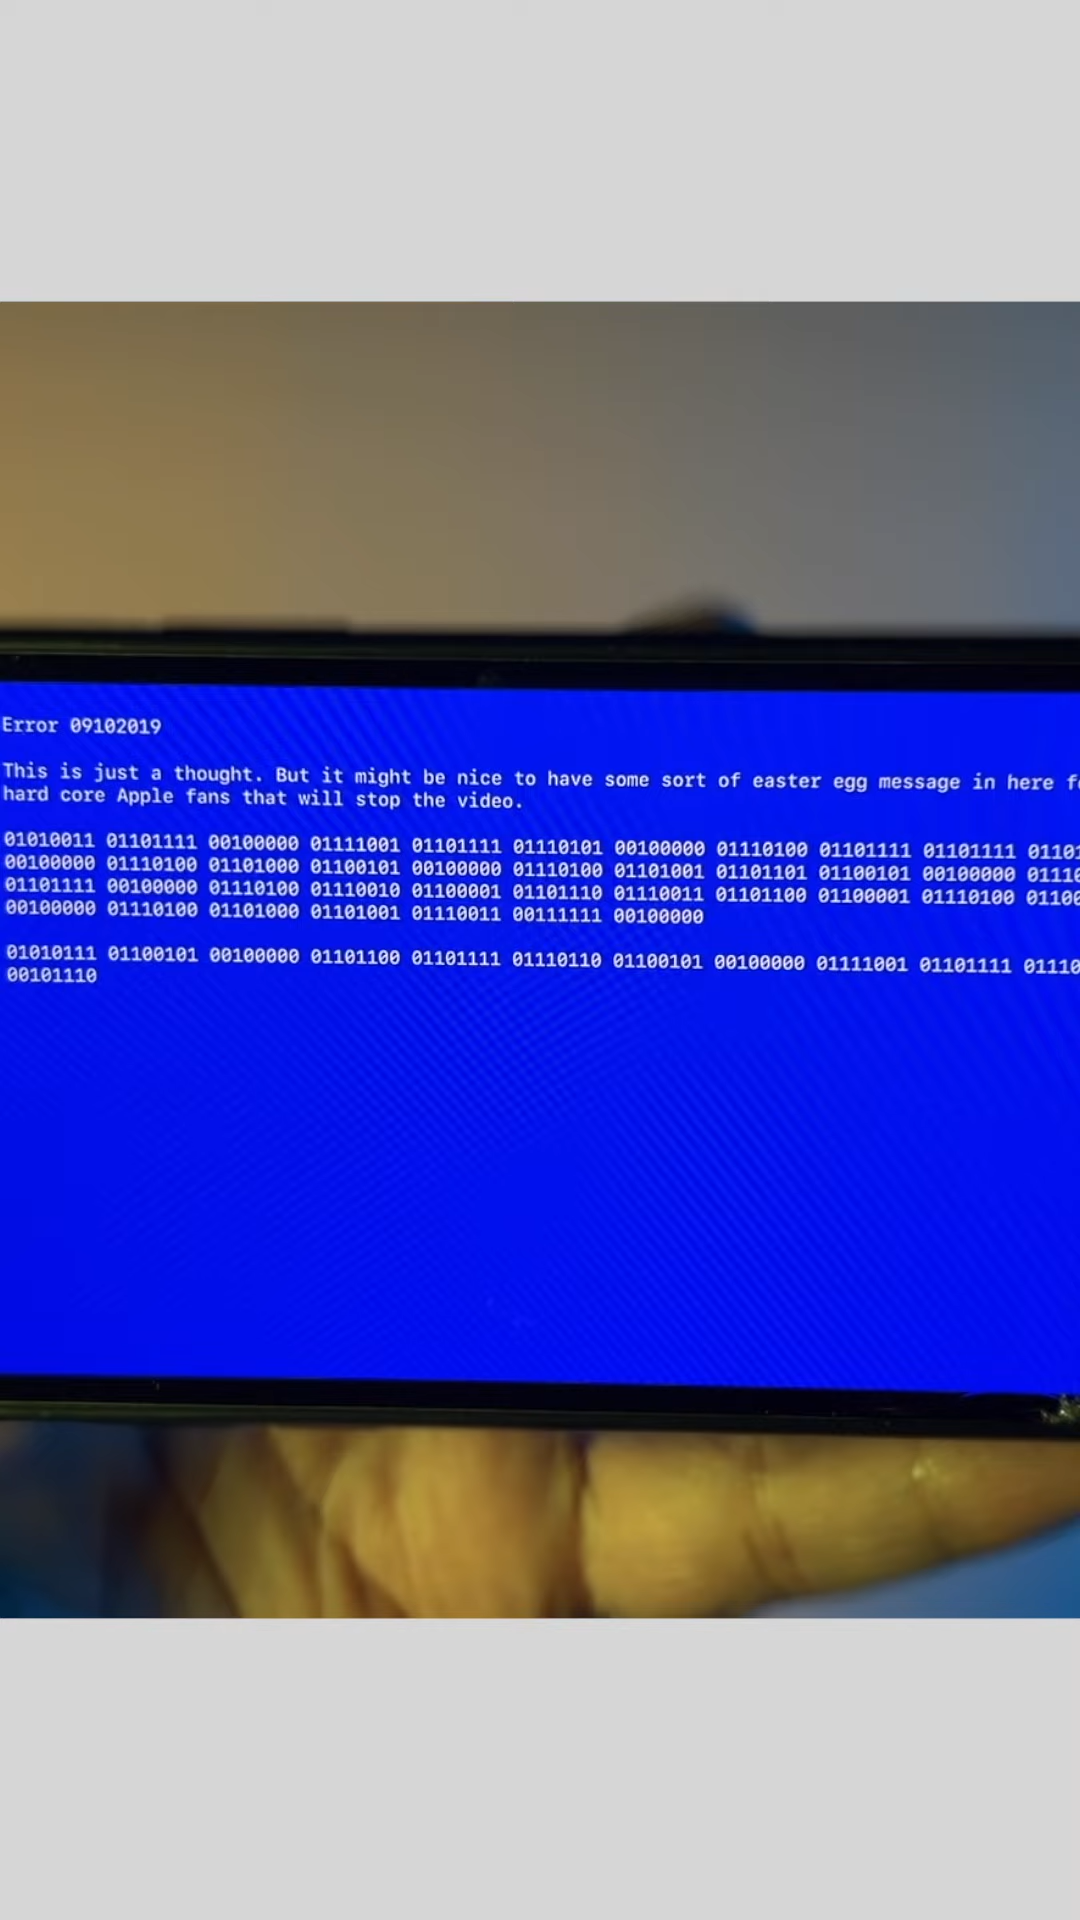 Error 09102019
This is just a thought. But it might be nice to have some sort of easter egg message in here
hard core Apple fans that will stop the video.
01010011 01101111 00100000 01111001 01101111 01110101 00100000 01110100 01101111 01101111
00100000 01110100 01101000 01100101 00100000 01110100 01101001 01101101 01100101 00100000
01101111 00100000 01110100 01110010 01100001 01101110 01110011 01101100 01100001 01110100
00100000 01110100 01101000 01101001 01110011 00111111 00100000
01010111 01100101 00100000 01101100 01101111 01110110 01100101 00100000 01111001 01101111
00101110